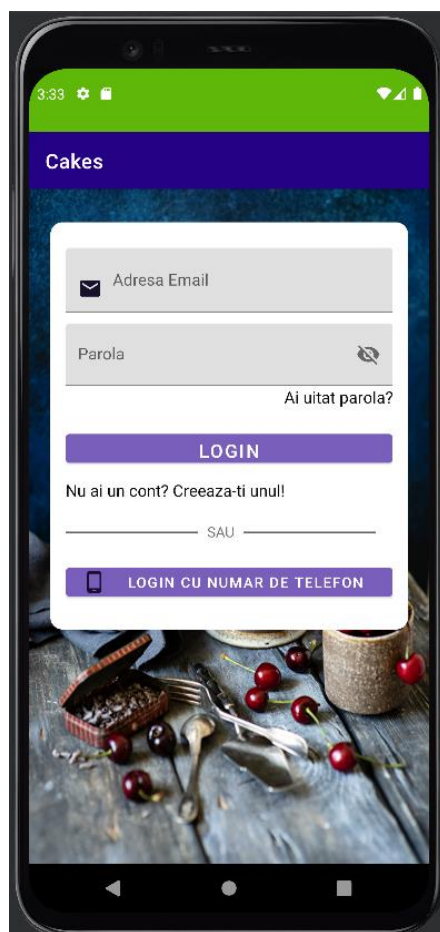 3:33
Cakes
Adresa Email
Parola
Ai uitat parola?
LOGIN
Nu ai un cont? Creeaza-ti unul!
SAU
LOGIN CU NUMAR DE TELEFON